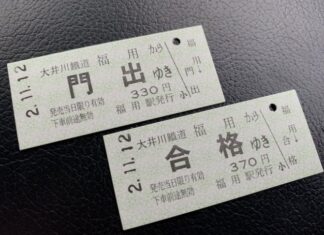 2.11.12
大井川鐵道 福用から
門出ゆき
330円
発売当日限り有効
下車前途無効
福用駅発行
福用
↓
門出
小
2.11.12
大井川鐵道 福用から
合格ゆき
370円
発売当日限り有効
下車前途無効
福用駅発行
福用
↓
合格
小